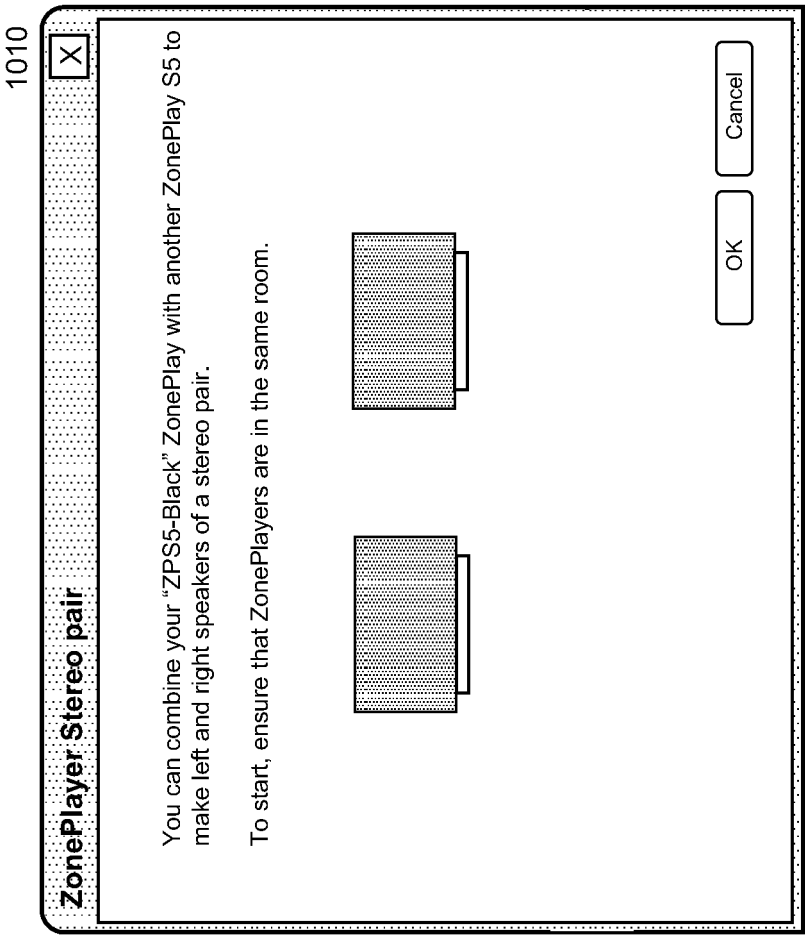 1010
ZonePlayer Stereo pair
X
You can combine your “ZPS5-Black” ZonePlay with another ZonePlay S5 to
make left and right speakers of a stereo pair.
To start, ensure that ZonePlayers are in the same room.
OK
Cancel